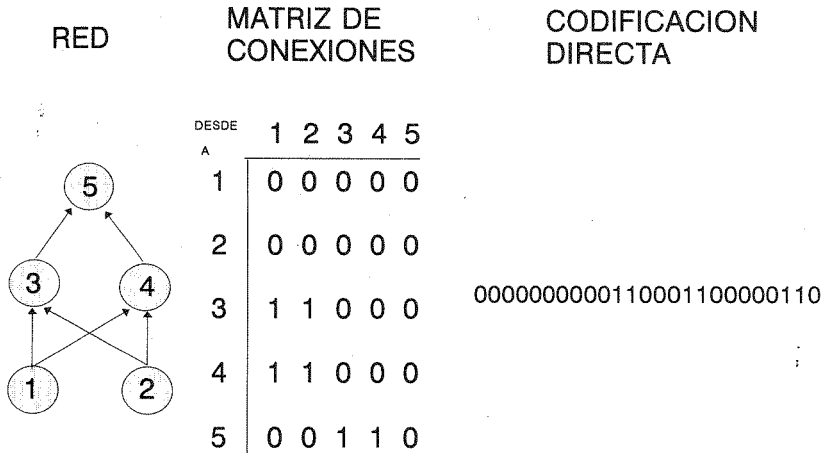 RED
MATRIZ DE
CONEXIONES
CODIFICACION
DIRECTA
DESDE
A
1 2 3 4 5
1 0 0 0 0 0
2 0 0 0 0 0
3 1 1 0 0 0
4 1 1 0 0 0
5 0 0 1 1 0
5
3 4
1 2
0000000000110001100000110